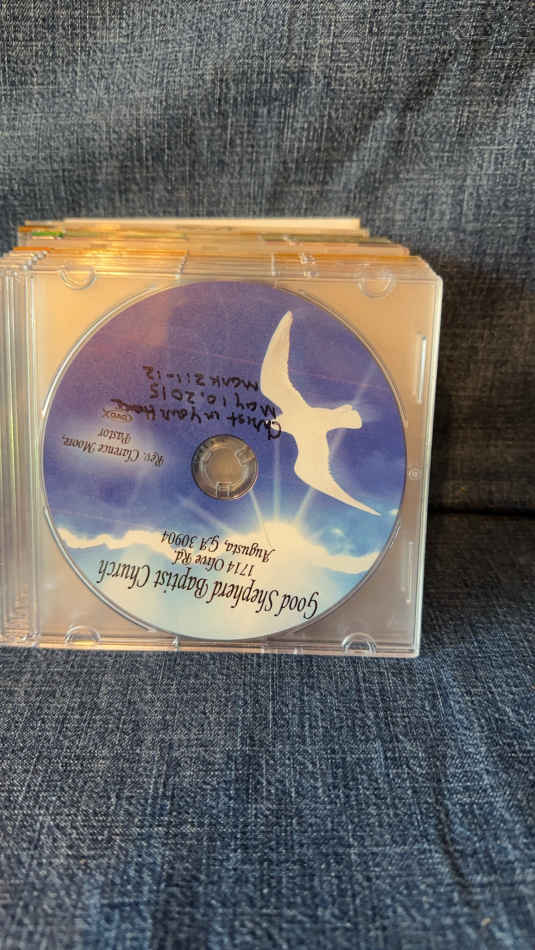 Good Shepherd Baptist Church
1714 Olive Rd.
Augusta, GA 30904
Rev. Clarence Moore,
Pastor
Christ in Your Home
May 10, 2015
Mark 2:1-12